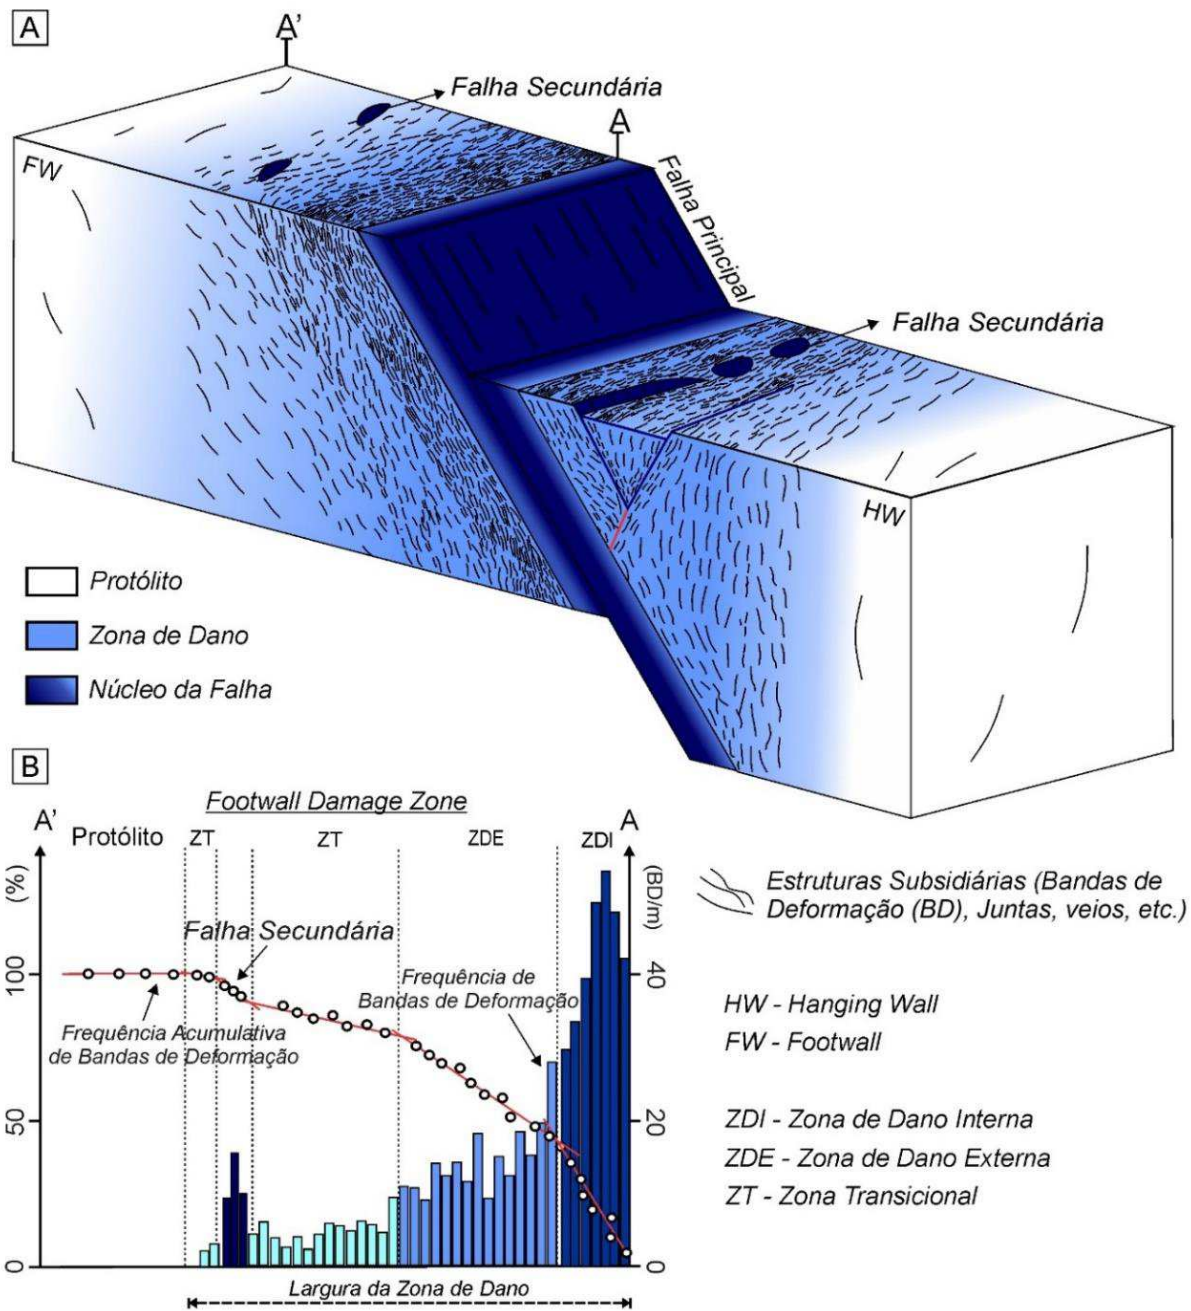 A
A'
Falha Secundária
A
FW
Falha Principal
Falha Secundária
HW
Protólito
Zona de Dano
Núcleo da Falha
B
Footwall Damage Zone
A'
Protólito
ZT
ZT
ZDE
ZDI
A
(%)
(BD/m)
Falha Secundária
Frequência de
Bandas de Deformação
100
40
Frequência Acumulativa
de Bandas de Deformação
50
20
0
0
Largura da Zona de Dano
Estruturas Subsidiárias (Bandas de
Deformação (BD), Juntas, veios, etc.)
HW - Hanging Wall
FW - Footwall
ZDI - Zona de Dano Interna
ZDE - Zona de Dano Externa
ZT - Zona Transicional